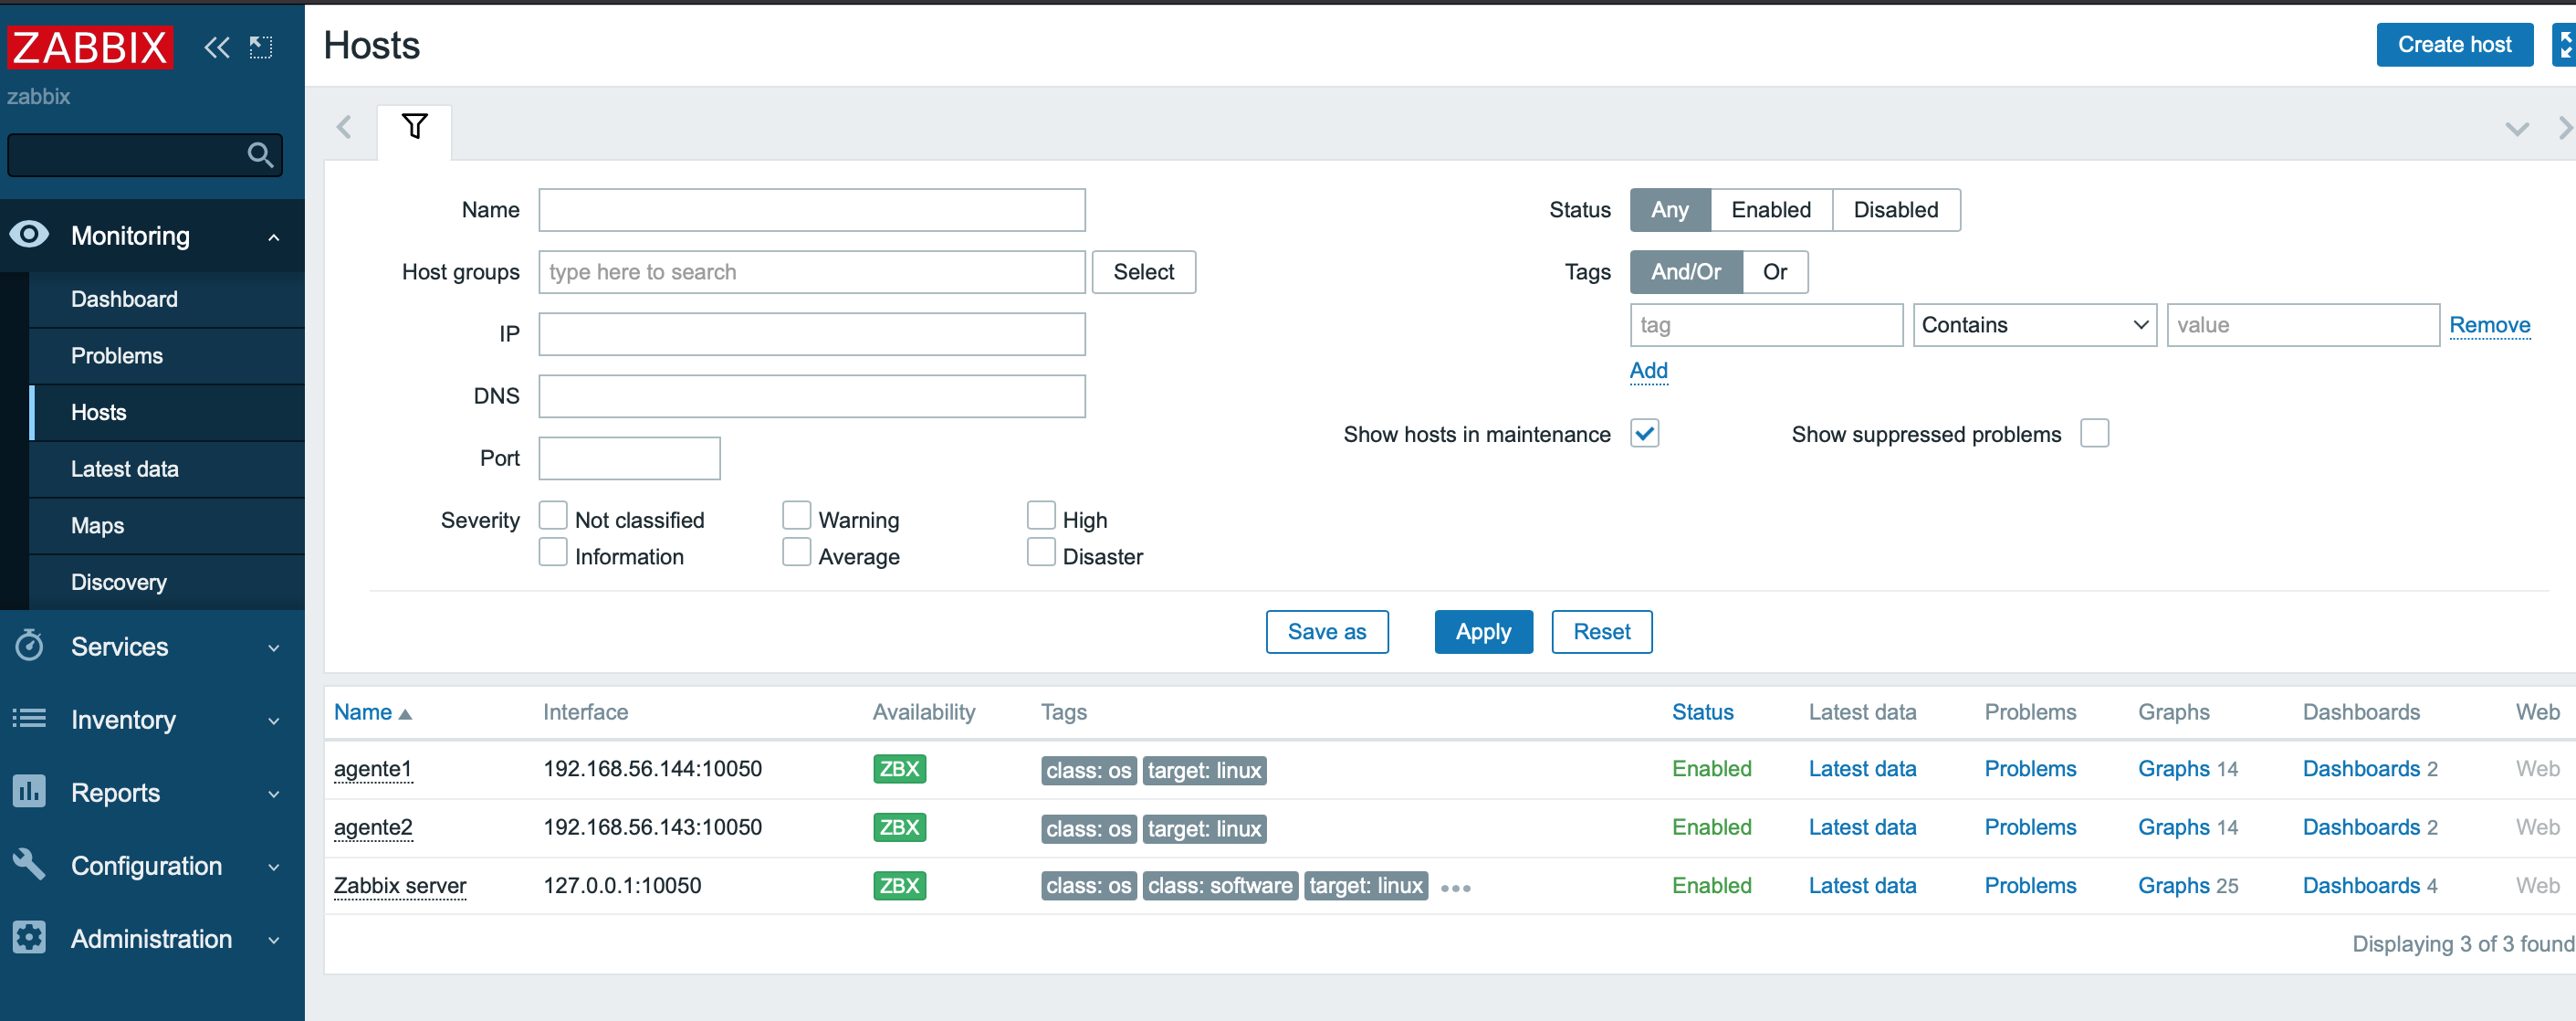 ZABBIX
zabbix
Monitoring
Dashboard
Problems
Hosts
Latest data
Maps
Discovery
Services
Inventory
Reports
Configuration
Administration
Hosts
Create host
Name
Host groups type here to search Select
IP
DNS
Port
Severity Not classified Warning High
Information Average Disaster
Status Any Enabled Disabled
Tags And/Or Or
tag Contains value Remove
Add
Show hosts in maintenance Show suppressed problems
Save as Apply Reset
Name Interface Availability Tags Status Latest data Problems Graphs Dashboards Web
agente1 192.168.56.144:10050 ZBX class: os target: linux Enabled Latest data Problems Graphs 14 Dashboards 2 Web
agente2 192.168.56.143:10050 ZBX class: os target: linux Enabled Latest data Problems Graphs 14 Dashboards 2 Web
Zabbix server 127.0.0.1:10050 ZBX class: os class: software target: linux ••• Enabled Latest data Problems Graphs 25 Dashboards 4 Web
Displaying 3 of 3 found